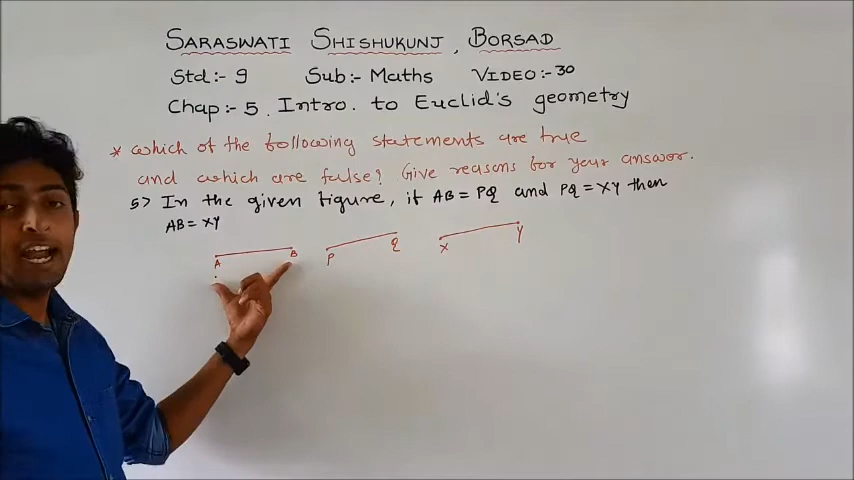 SARASWATI SHISHUKUNJ, BORSAD
Std:- 9 Sub:- Maths VIDEO:-30
Chap:- 5. Intro. to Euclid's geometry
* which of the following statements are true
and which are false? Give reasons for your answer.
5> In the given figure, if AB = PQ and PQ = XY then
AB = XY
A B P Q X Y